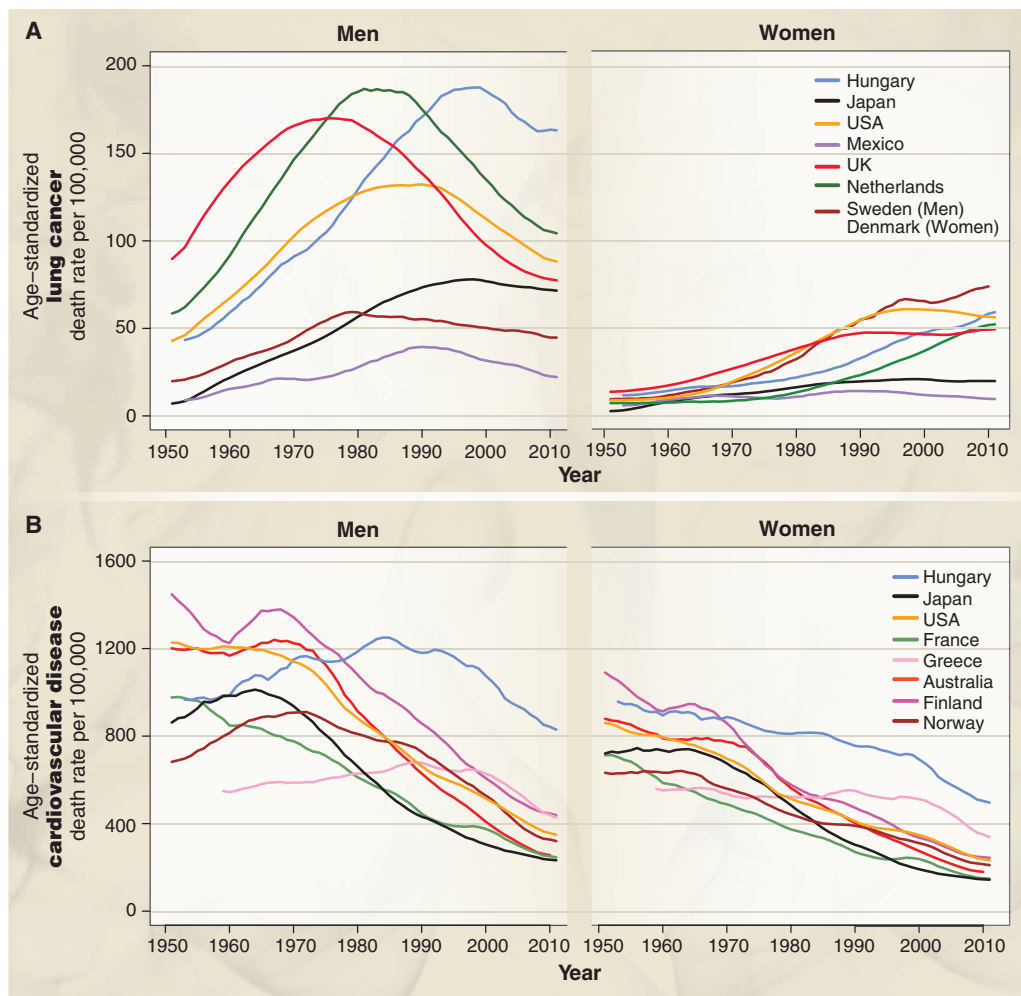 A
Men
Women
Age–standardized
lung cancer
death rate per 100,000
200
150
100
50
0
Hungary
Japan
USA
Mexico
UK
Netherlands
Sweden (Men)
Denmark (Women)
1950 1960 1970 1980 1990 2000 2010
1950 1960 1970 1980 1990 2000 2010
Year
B
Men
Women
Age–standardized
cardiovascular disease
death rate per 100,000
1600
1200
800
400
0
Hungary
Japan
USA
France
Greece
Australia
Finland
Norway
1950 1960 1970 1980 1990 2000 2010
1950 1960 1970 1980 1990 2000 2010
Year